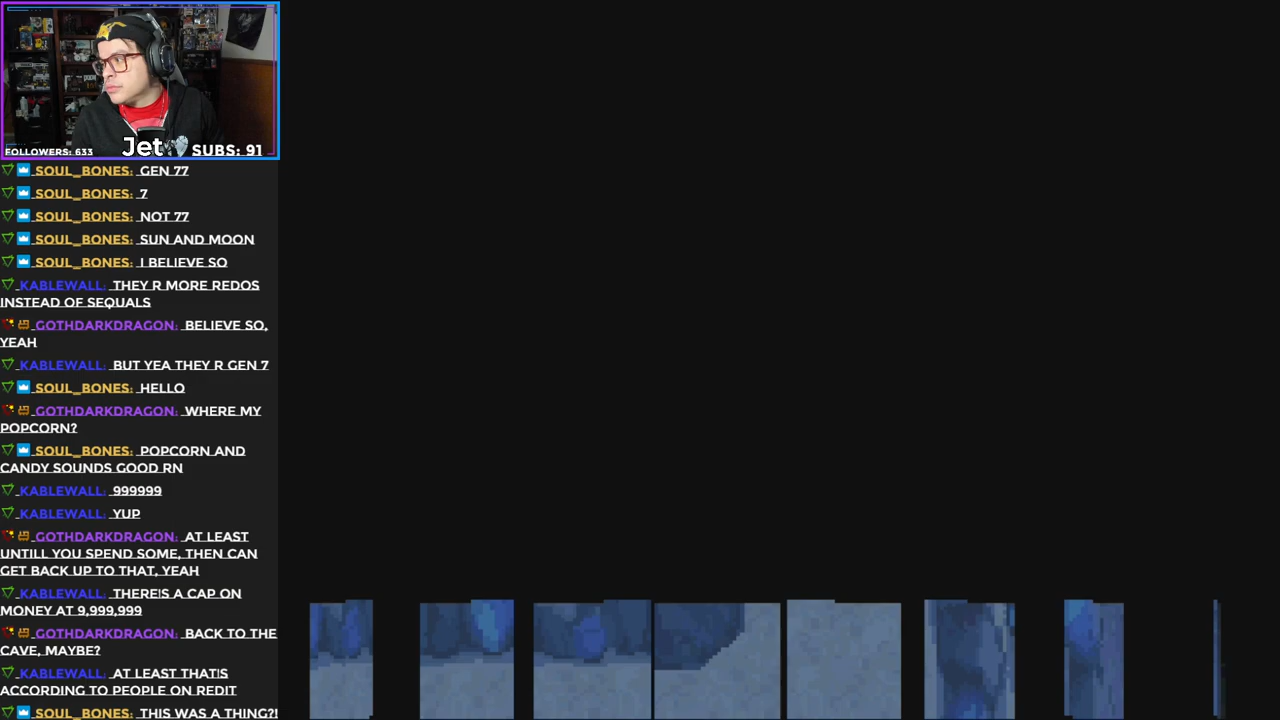 FOLLOWERS: 633
Jet
SUBS: 91
SOUL_BONES: GEN 77
SOUL_BONES: 7
SOUL_BONES: NOT 77
SOUL_BONES: SUN AND MOON
SOUL_BONES: I BELIEVE SO
KABLEWALL: THEY R MORE REDOS
INSTEAD OF SEQUALS
GOTHDARKDRAGON: BELIEVE SO,
YEAH
KABLEWALL: BUT YEA THEY R GEN 7
SOUL_BONES: HELLO
GOTHDARKDRAGON: WHERE MY
POPCORN?
SOUL_BONES: POPCORN AND
CANDY SOUNDS GOOD RN
KABLEWALL: 999999
KABLEWALL: YUP
GOTHDARKDRAGON: AT LEAST
UNTILL YOU SPEND SOME, THEN CAN
GET BACK UP TO THAT, YEAH
KABLEWALL: THERE'S A CAP ON
MONEY AT 9,999,999
GOTHDARKDRAGON: BACK TO THE
CAVE, MAYBE?
KABLEWALL: AT LEAST THAT'S
ACCORDING TO PEOPLE ON REDIT
SOUL_BONES: THIS WAS A THING?!